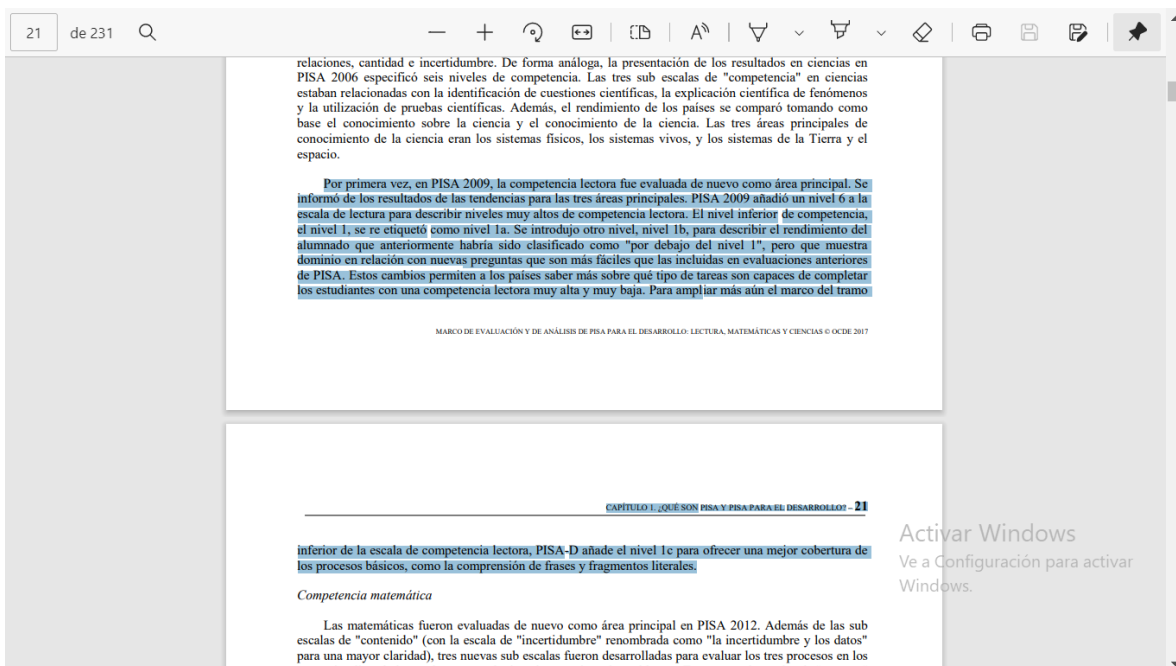 21 de 231
relaciones, cantidad e incertidumbre. De forma análoga, la presentación de los resultados en ciencias en
PISA 2006 especificó seis niveles de competencia. Las tres sub escalas de "competencia" en ciencias
estaban relacionadas con la identificación de cuestiones científicas, la explicación científica de fenómenos
y la utilización de pruebas científicas. Además, el rendimiento de los países se comparó tomando como
base el conocimiento sobre la ciencia y el conocimiento de la ciencia. Las tres áreas principales de
conocimiento de la ciencia eran los sistemas físicos, los sistemas vivos, y los sistemas de la Tierra y el
espacio.
Por primera vez, en PISA 2009, la competencia lectora fue evaluada de nuevo como área principal. Se
informó de los resultados de las tendencias para las tres áreas principales. PISA 2009 añadió un nivel 6 a la
escala de lectura para describir niveles muy altos de competencia lectora. El nivel inferior de competencia,
el nivel 1, se re etiquetó como nivel 1a. Se introdujo otro nivel, nivel 1b, para describir el rendimiento del
alumnado que anteriormente habría sido clasificado como "por debajo del nivel 1", pero que muestra
dominio en relación con nuevas preguntas que son más fáciles que las incluidas en evaluaciones anteriores
de PISA. Estos cambios permiten a los países saber más sobre qué tipo de tareas son capaces de completar
los estudiantes con una competencia lectora muy alta y muy baja. Para ampliar más aún el marco del tramo
MARCO DE EVALUACIÓN Y DE ANÁLISIS DE PISA PARA EL DESARROLLO: LECTURA, MATEMÁTICAS Y CIENCIAS © OCDE 2017
CAPÍTULO 1. ¿QUÉ SON PISA Y PISA PARA EL DESARROLLO? – 21
inferior de la escala de competencia lectora, PISA-D añade el nivel 1c para ofrecer una mejor cobertura de
los procesos básicos, como la comprensión de frases y fragmentos literales.
Competencia matemática
Las matemáticas fueron evaluadas de nuevo como área principal en PISA 2012. Además de las sub
escalas de "contenido" (con la escala de "incertidumbre" renombrada como "la incertidumbre y los datos"
para una mayor claridad), tres nuevas sub escalas fueron desarrolladas para evaluar los tres procesos en los
Activar Windows
Ve a Configuración para activar
Windows.